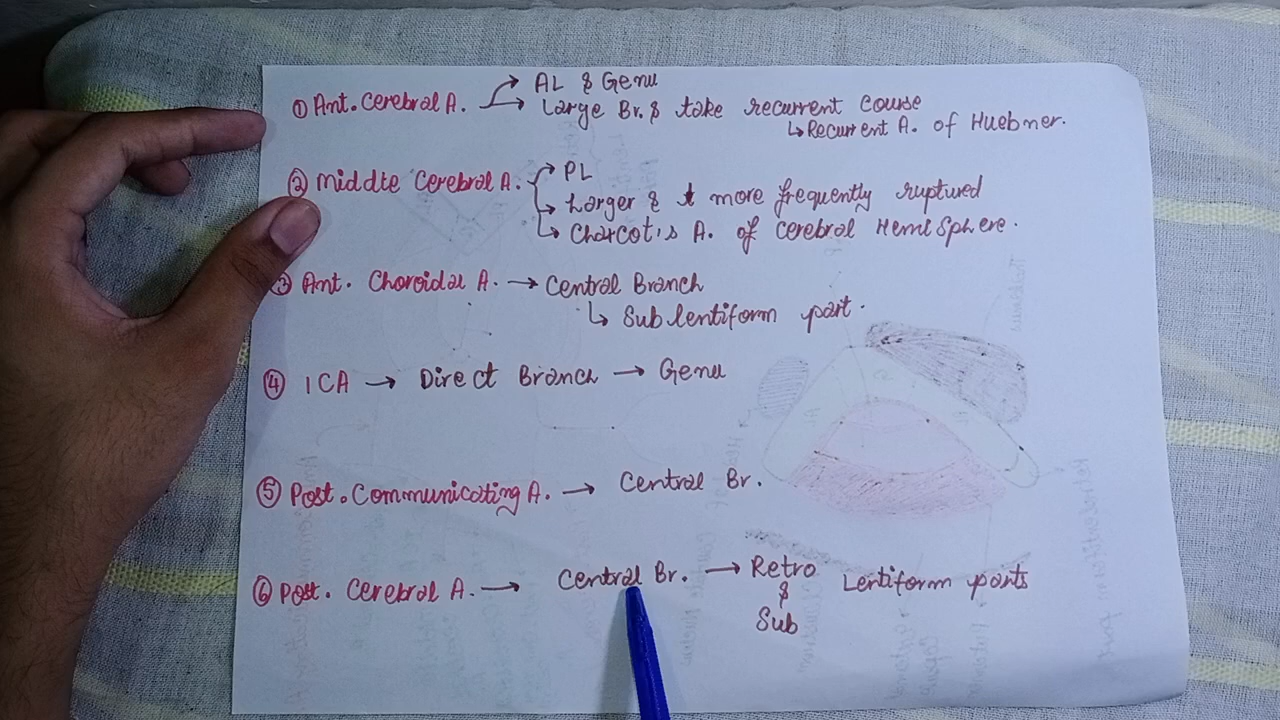 ① Ant. Cerebral A. → AL & Genu
→ Large Br. & take recurrent course
↳ Recurrent A. of Huebner.
② Middle Cerebral A. → PL
→ Larger & more frequently ruptured
→ Charcot's A. of cerebral Hemisphere.
③ Ant. Choroidal A. → Central Branch
↳ Sub lentiform part.
④ ICA → Direct Branch → Genu
⑤ Post. Communicating A. → Central Br.
⑥ Post. Cerebral A. → Central Br. → Retro & Sub Lentiform parts